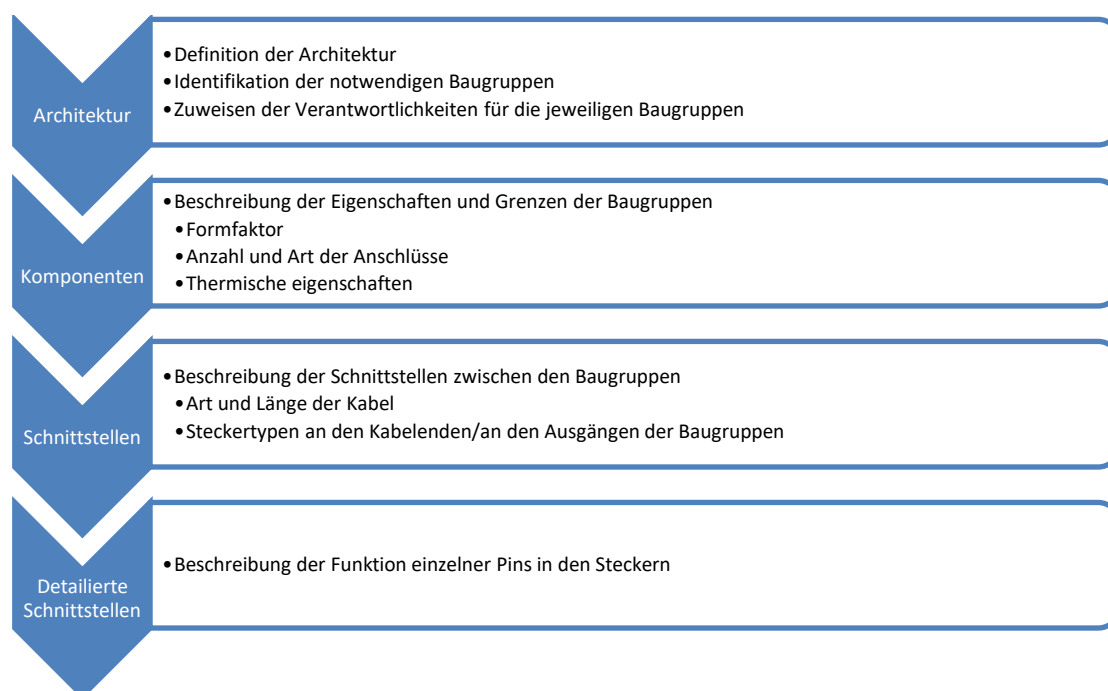 Architektur
•Definition der Architektur
•Identifikation der notwendigen Baugruppen
•Zuweisen der Verantwortlichkeiten für die jeweiligen Baugruppen
Komponenten
•Beschreibung der Eigenschaften und Grenzen der Baugruppen
•Formfaktor
•Anzahl und Art der Anschlüsse
•Thermische eigenschaften
Schnittstellen
•Beschreibung der Schnittstellen zwischen den Baugruppen
•Art und Länge der Kabel
•Steckertypen an den Kabelenden/an den Ausgängen der Baugruppen
Detailierte
Schnittstellen
•Beschreibung der Funktion einzelner Pins in den Steckern